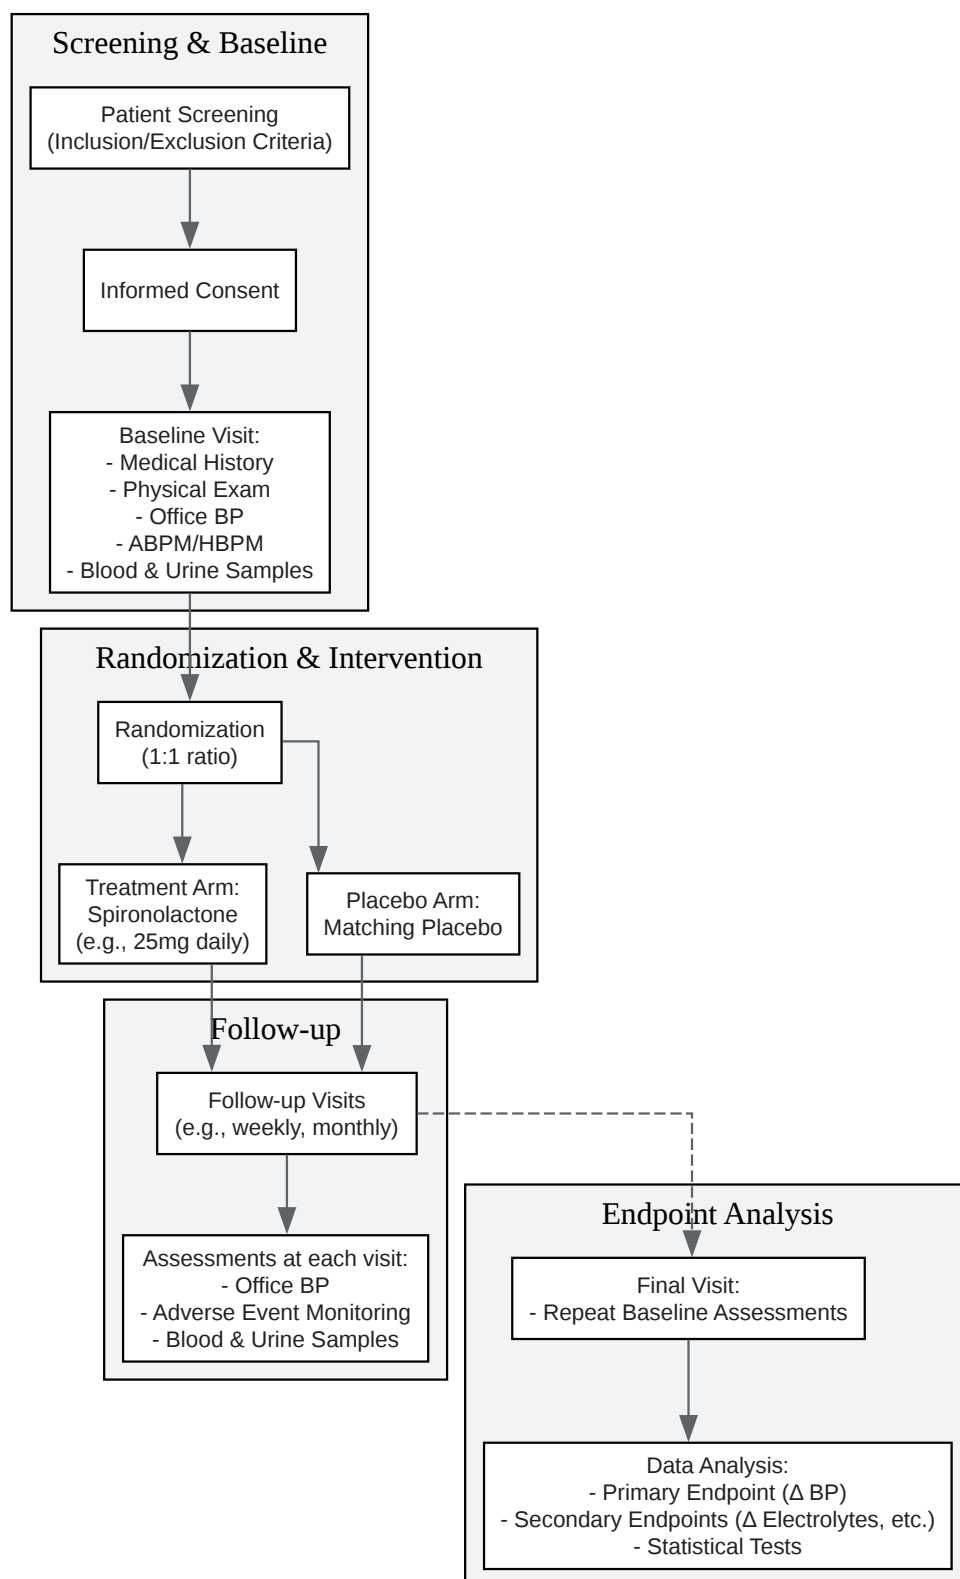 Screening & Baseline
Patient Screening
(Inclusion/Exclusion Criteria)
Informed Consent
Baseline Visit:
- Medical History
- Physical Exam
- Office BP
- ABPM/HBPM
- Blood & Urine Samples
Randomization & Intervention
Randomization
(1:1 ratio)
Treatment Arm:
Spironolactone
(e.g., 25mg daily)
Placebo Arm:
Matching Placebo
Follow-up
Follow-up Visits
(e.g., weekly, monthly)
Assessments at each visit:
- Office BP
- Adverse Event Monitoring
- Blood & Urine Samples
Endpoint Analysis
Final Visit:
- Repeat Baseline Assessments
Data Analysis:
- Primary Endpoint (Δ BP)
- Secondary Endpoints (Δ Electrolytes, etc.)
- Statistical Tests